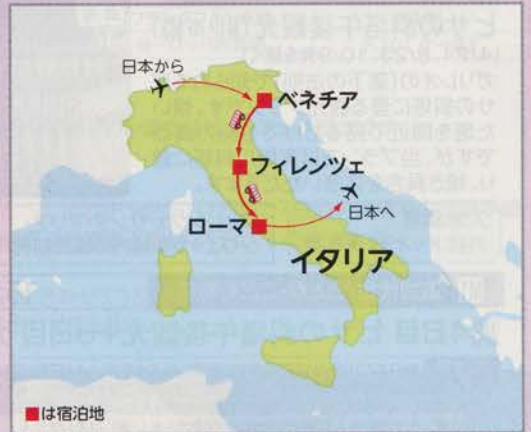 日本から
ベネチア
フィレンツェ
日本へ
ローマ
イタリア
■は宿泊地